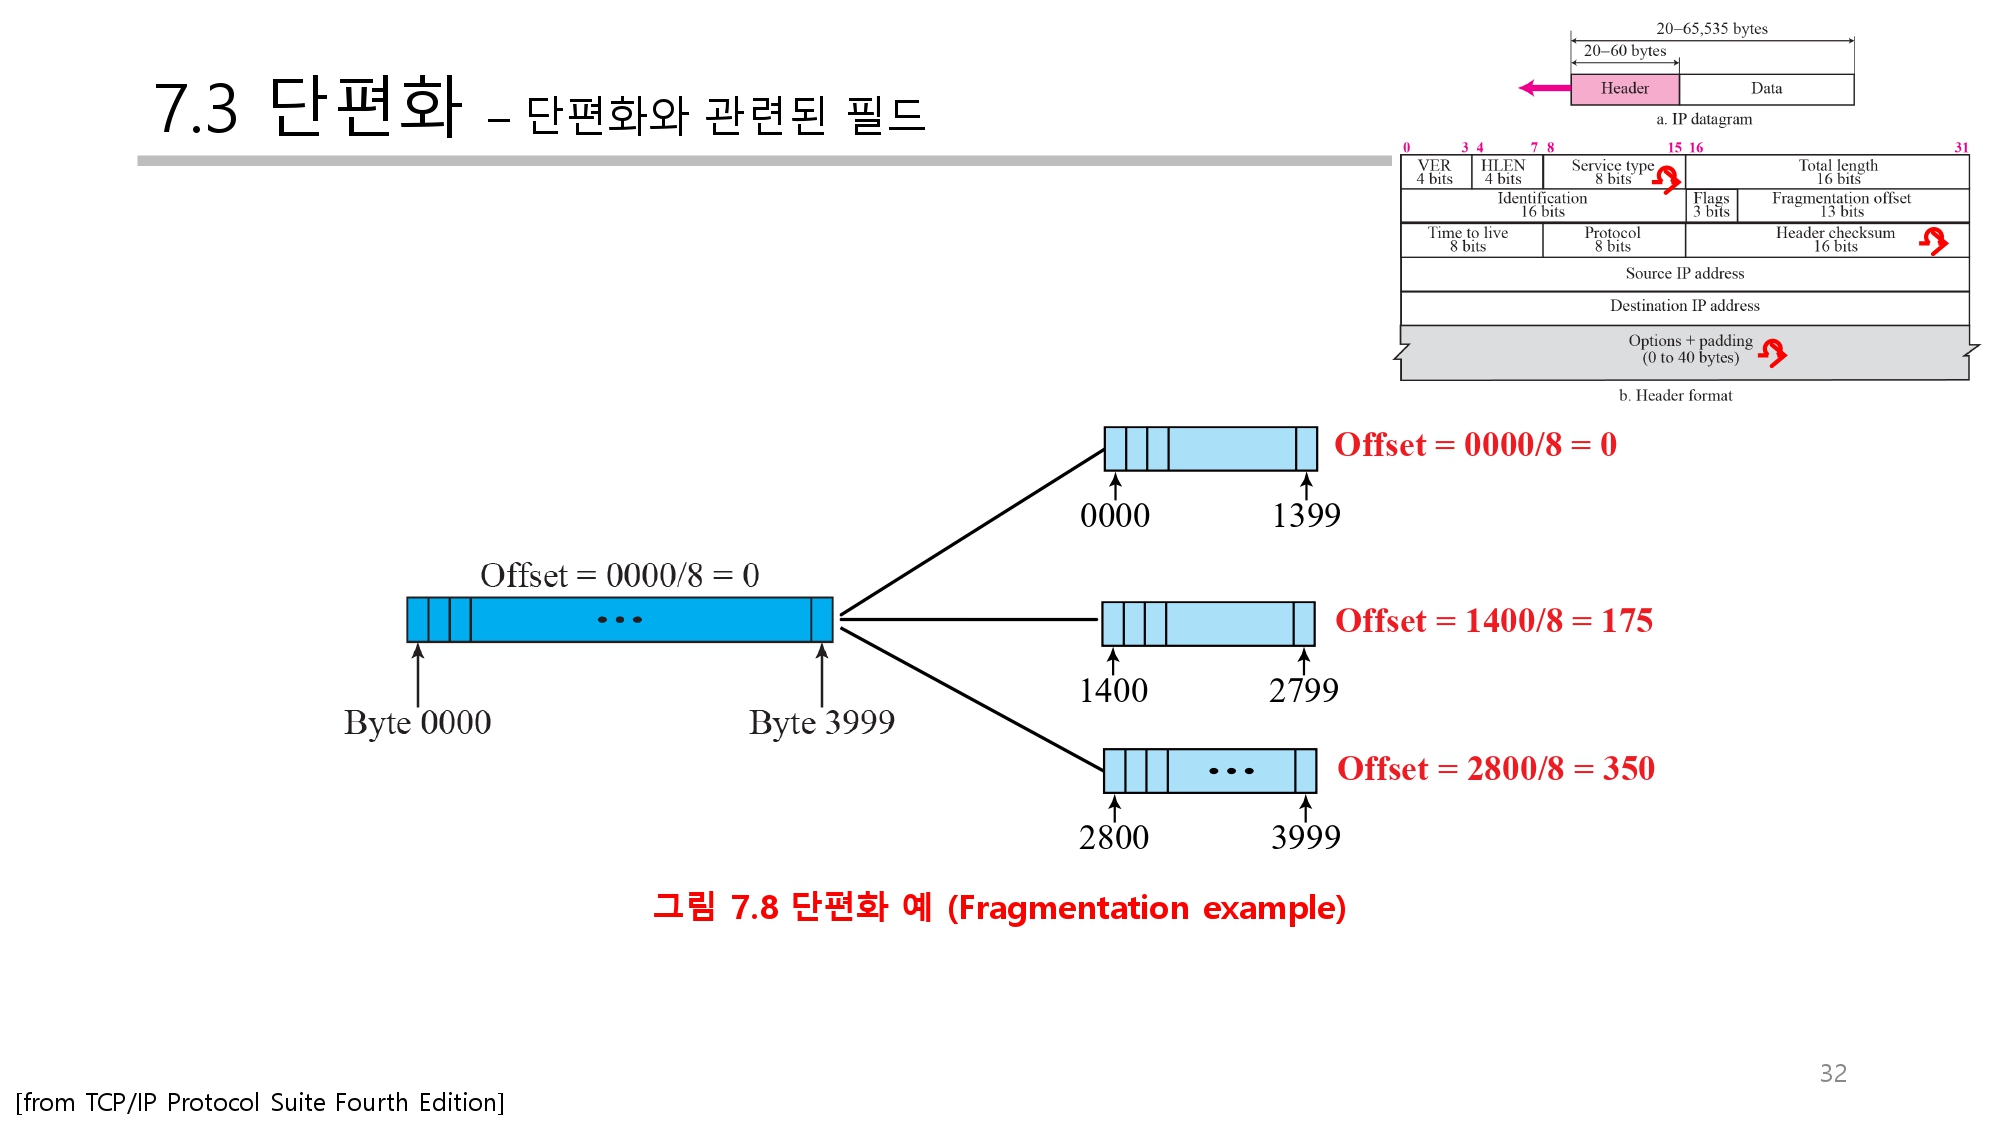 7.3 단편화 – 단편화와 관련된 필드
20–65,535 bytes
20–60 bytes
Header
Data
a. IP datagram
0 3 4 7 8 15 16 31
VER
4 bits
HLEN
4 bits
Service type
8 bits
Total length
16 bits
Identification
16 bits
Flags
3 bits
Fragmentation offset
13 bits
Time to live
8 bits
Protocol
8 bits
Header checksum
16 bits
Source IP address
Destination IP address
Options + padding
(0 to 40 bytes)
b. Header format
Offset = 0000/8 = 0
Byte 0000
Byte 3999
Offset = 0000/8 = 0
0000
1399
Offset = 1400/8 = 175
1400
2799
Offset = 2800/8 = 350
2800
3999
그림 7.8 단편화 예 (Fragmentation example)
32
[from TCP/IP Protocol Suite Fourth Edition]